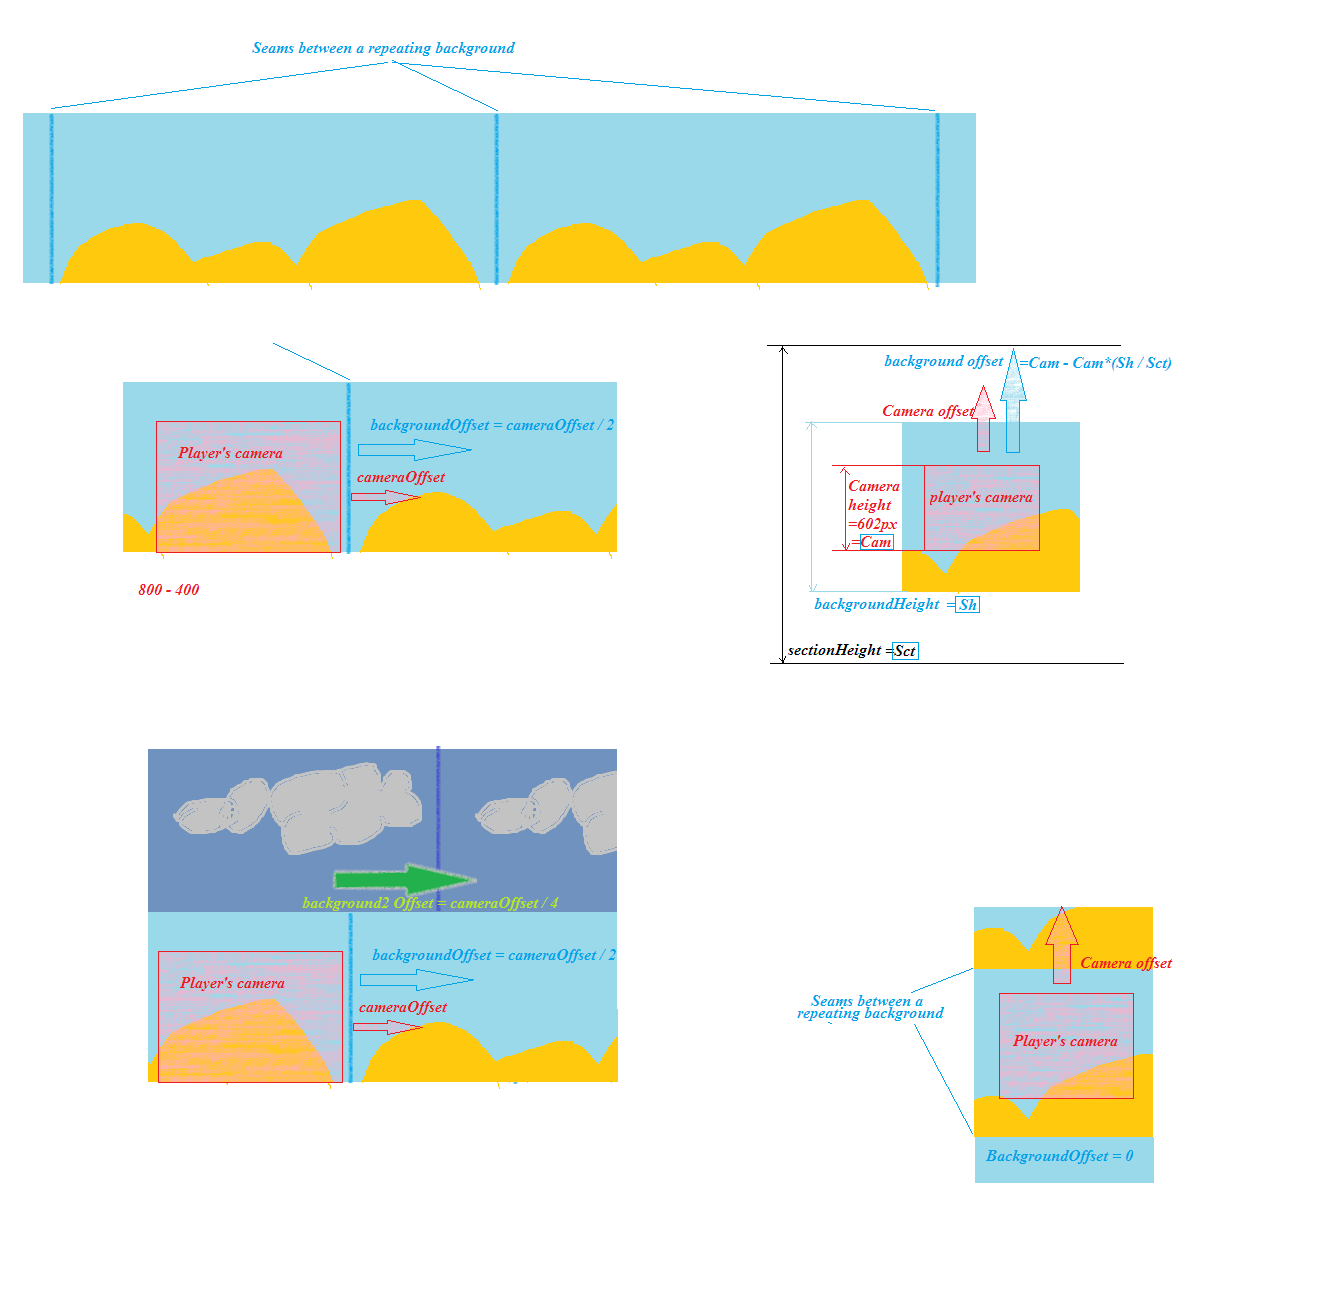 Seams between a repeating background
backgroundOffset = cameraOffset / 2
Player's camera
cameraOffset
800 - 400
background offset =Cam - Cam*(Sh / Sct)
Camera offset
Camera
height
=602px
=Cam
player's camera
backgroundHeight = Sh
sectionHeight =Sct
background2 Offset = cameraOffset / 4
backgroundOffset = cameraOffset / 2
Player's camera
cameraOffset
Camera offset
Seams between a
repeating background
Player's camera
BackgroundOffset = 0